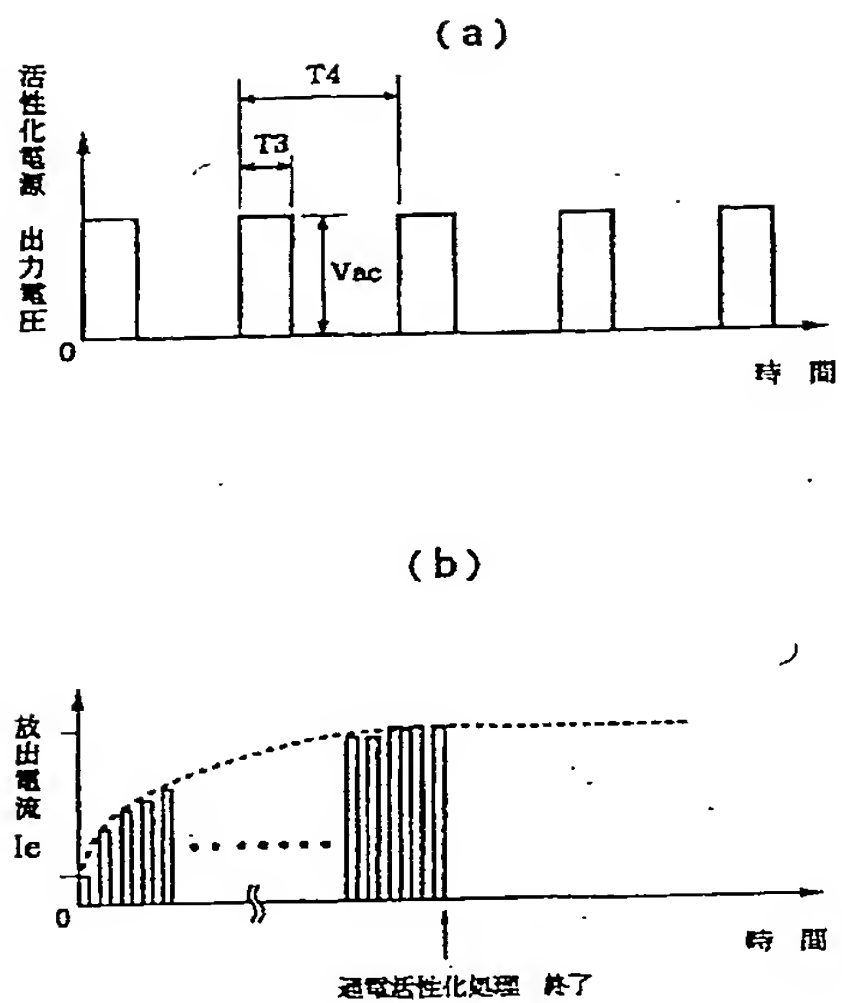 (a)
活性化電源 出力電圧
T4
T3
Vac
0
時 間
(b)
放出電流 Ie
0
時 間
通電活性化処理 終了